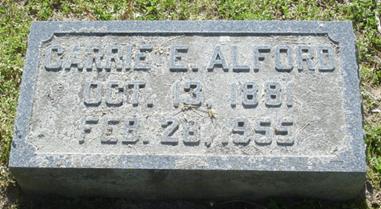 CARRIE E. ALFORD
OCT. 13, 1881
FEB. 28, 1955